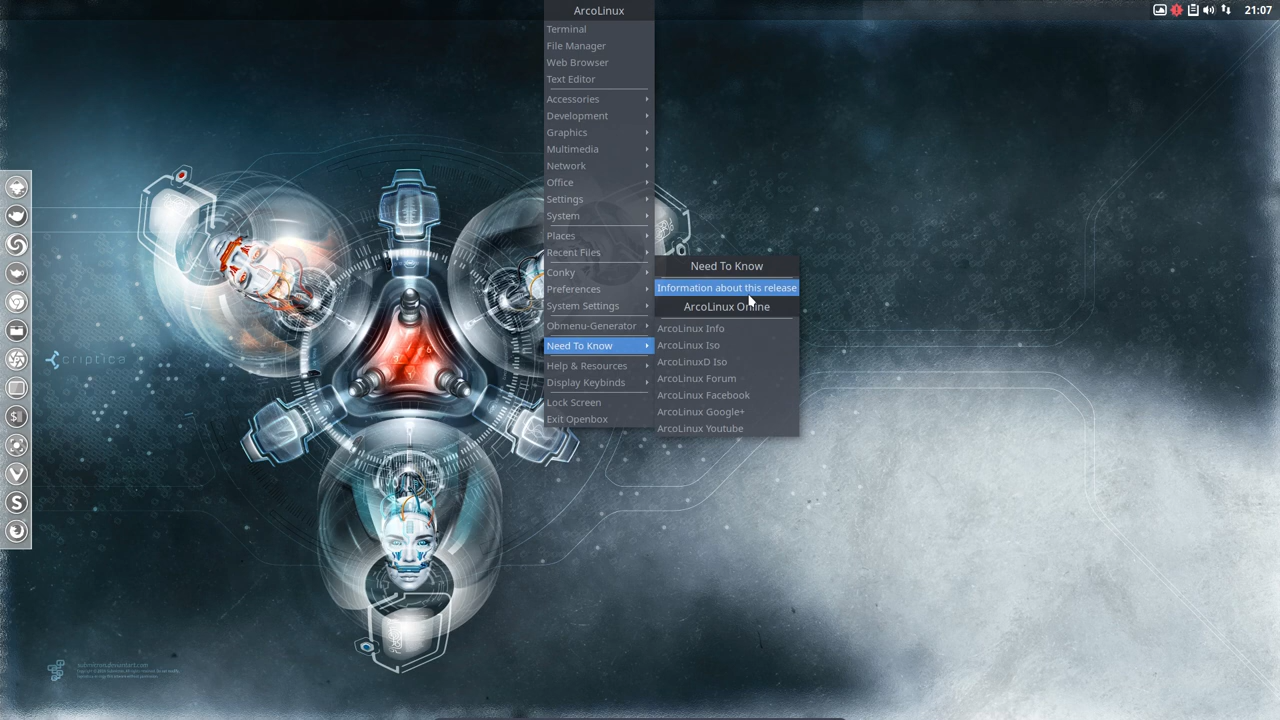 ArcoLinux
21:07
Terminal
File Manager
Web Browser
Text Editor
Accessories
Development
Graphics
Multimedia
Network
Office
Settings
System
Places
Recent Files
Conky
Preferences
System Settings
Obmenu-Generator
Need To Know
Help & Resources
Display Keybinds
Lock Screen
Exit Openbox
Need To Know
Information about this release
ArcoLinux Online
ArcoLinux Info
ArcoLinux Iso
ArcoLinuxD Iso
ArcoLinux Forum
ArcoLinux Facebook
ArcoLinux Google+
ArcoLinux Youtube
criptics